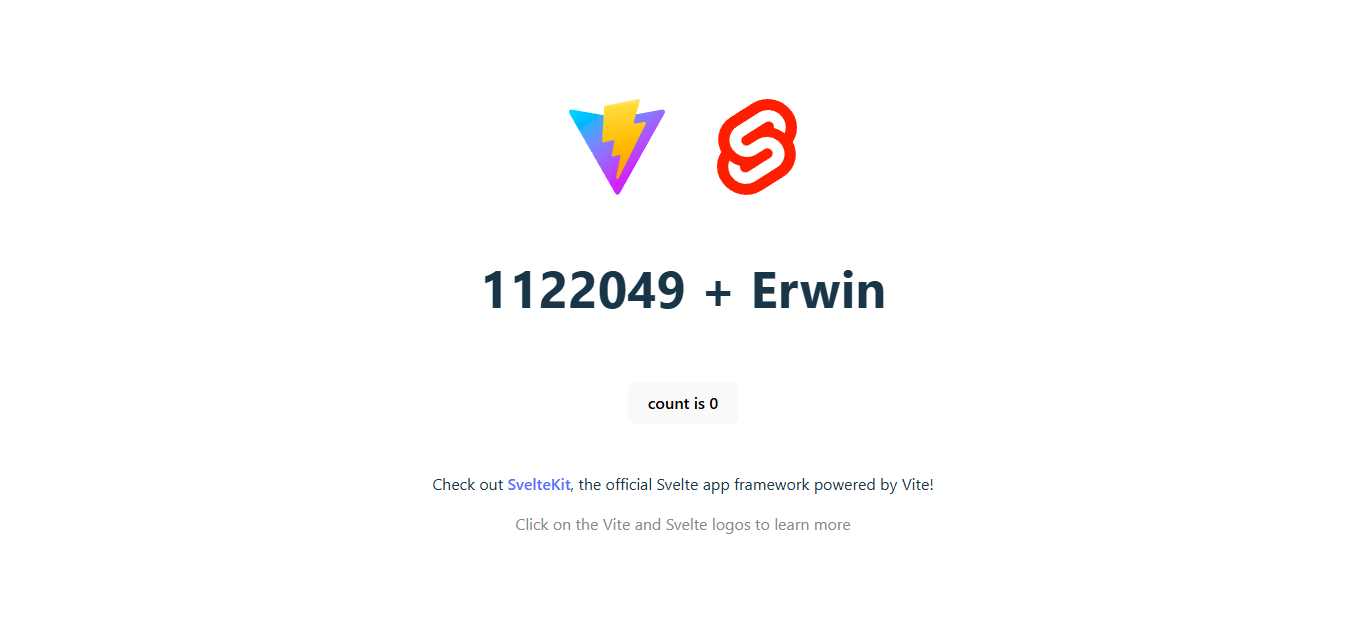 1122049 + Erwin
count is 0
Check out SvelteKit, the official Svelte app framework powered by Vite!
Click on the Vite and Svelte logos to learn more